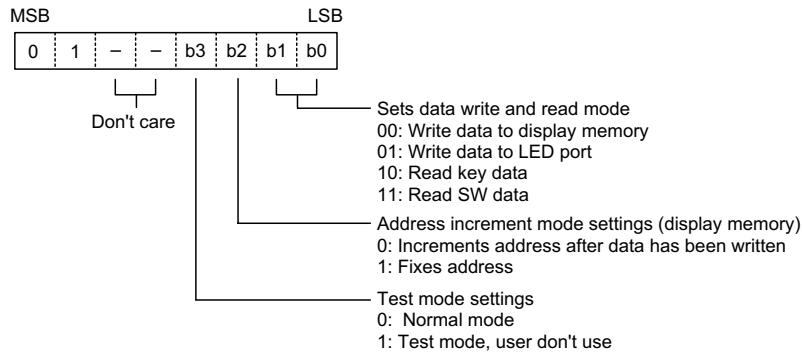 MSB LSB
0 1 – – b3 b2 b1 b0
Don't care
Sets data write and read mode
00: Write data to display memory
01: Write data to LED port
10: Read key data
11: Read SW data
Address increment mode settings (display memory)
0: Increments address after data has been written
1: Fixes address
Test mode settings
0: Normal mode
1: Test mode, user don't use